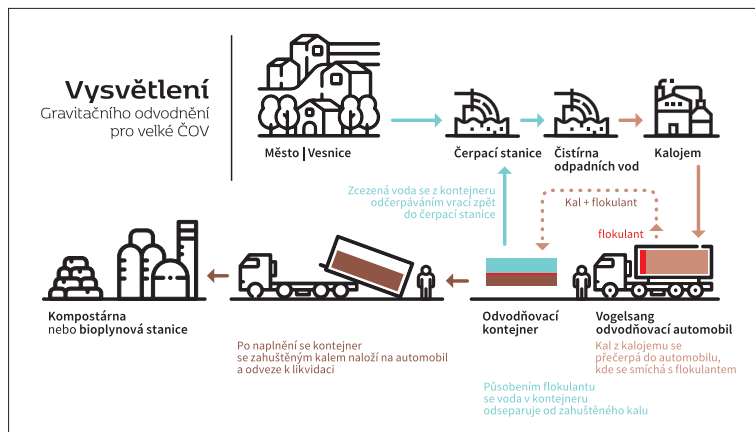 Vysvětlení
Gravitačního odvodnění
pro velké ČOV
Město | Vesnice
Čerpací stanice
Čistírna
odpadních vod
Kalojem
Zcezená voda se z kontejneru
odčerpáváním vrací zpět
do čerpací stanice
Kal + flokulant
flokulant
Kompostárna
nebo bioplynová stanice
Odvodňovací
kontejner
Vogelsang
odvodňovací automobil
Po naplnění se kontejner
se zahuštěným kalem naloží na automobil
a odveze k likvidaci
Kal z kalojemu se
přečerpá do automobilu,
kde se smíchá s flokulantem
Působením flokulantu
se voda v kontejneru
odseparuje od zahuštěného kalu